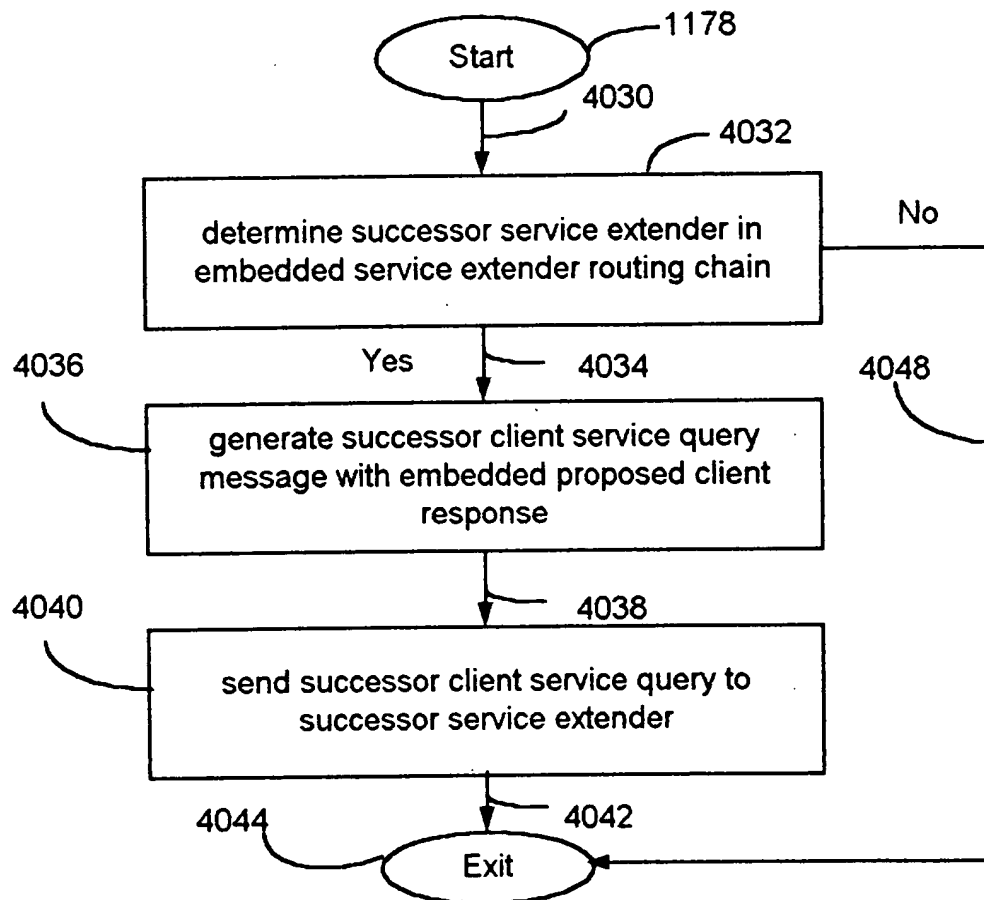 Start
1178
4030
4032
determine successor service extender in
embedded service extender routing chain
No
Yes
4034
4036
4048
generate successor client service query
message with embedded proposed client
response
4038
4040
send successor client service query to
successor service extender
4042
4044
Exit